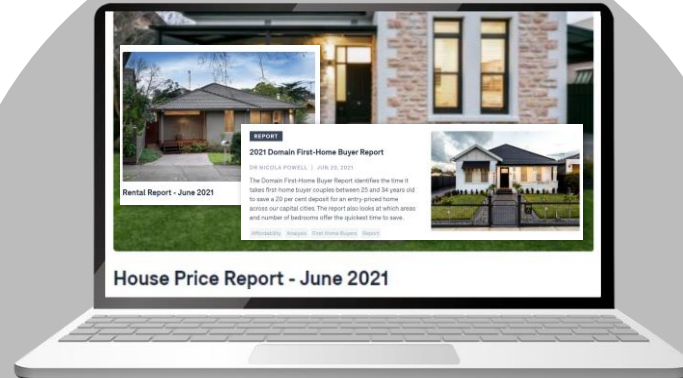 REPORT
2021 Domain First-Home Buyer Report
DR NICOLA POWELL | JUN 20, 2021
The Domain First-Home Buyer Report identifies the time it
takes first-home buyer couples between 25 and 34 years old
to save a 20 per cent deposit for an entry-priced home
across our capital cities. The report also looks at which areas
and number of bedrooms offer the quickest time to save.
Affordability Analysis First Home Buyers Report
Rental Report - June 2021
House Price Report - June 2021